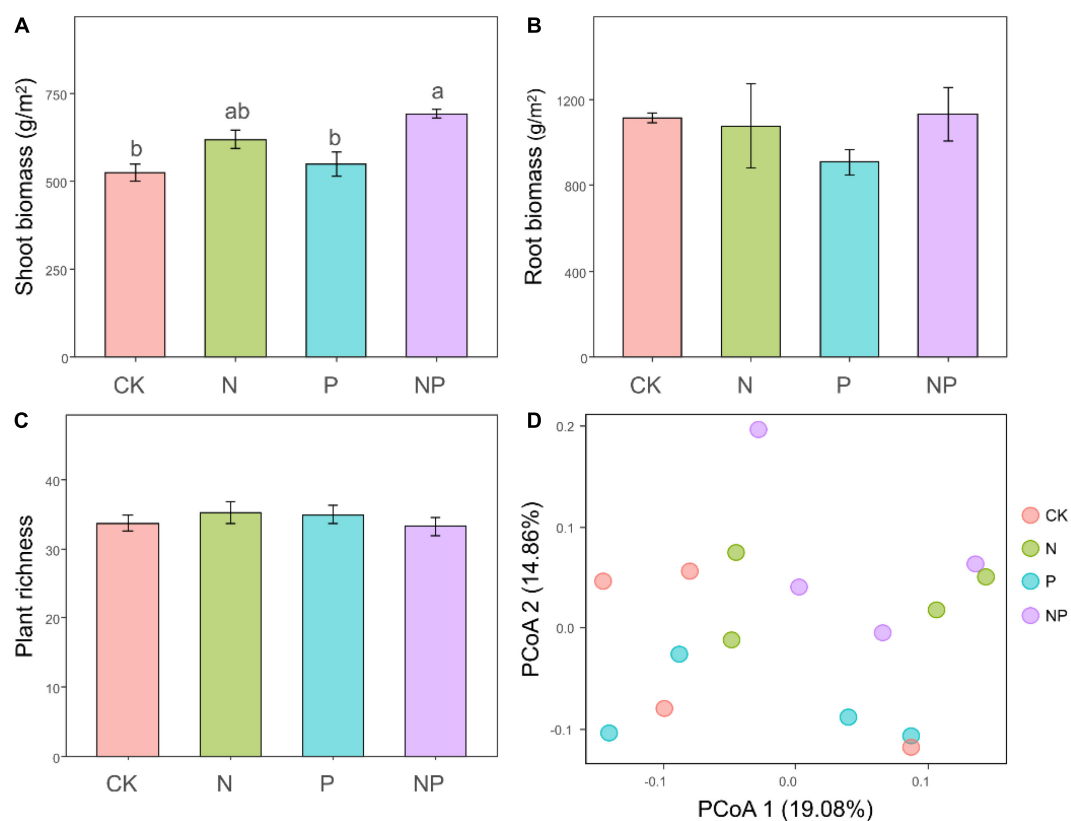 A
Shoot biomass (g/m²)
750
500
250
0
b
ab
b
a
CK N P NP
B
Root biomass (g/m²)
1200
800
400
0
CK N P NP
C
Plant richness
40
30
20
10
0
CK N P NP
D
PCoA 2 (14.86%)
0.2
0.1
0.0
-0.1
-0.1 0.0 0.1
PCoA 1 (19.08%)
CK
N
P
NP